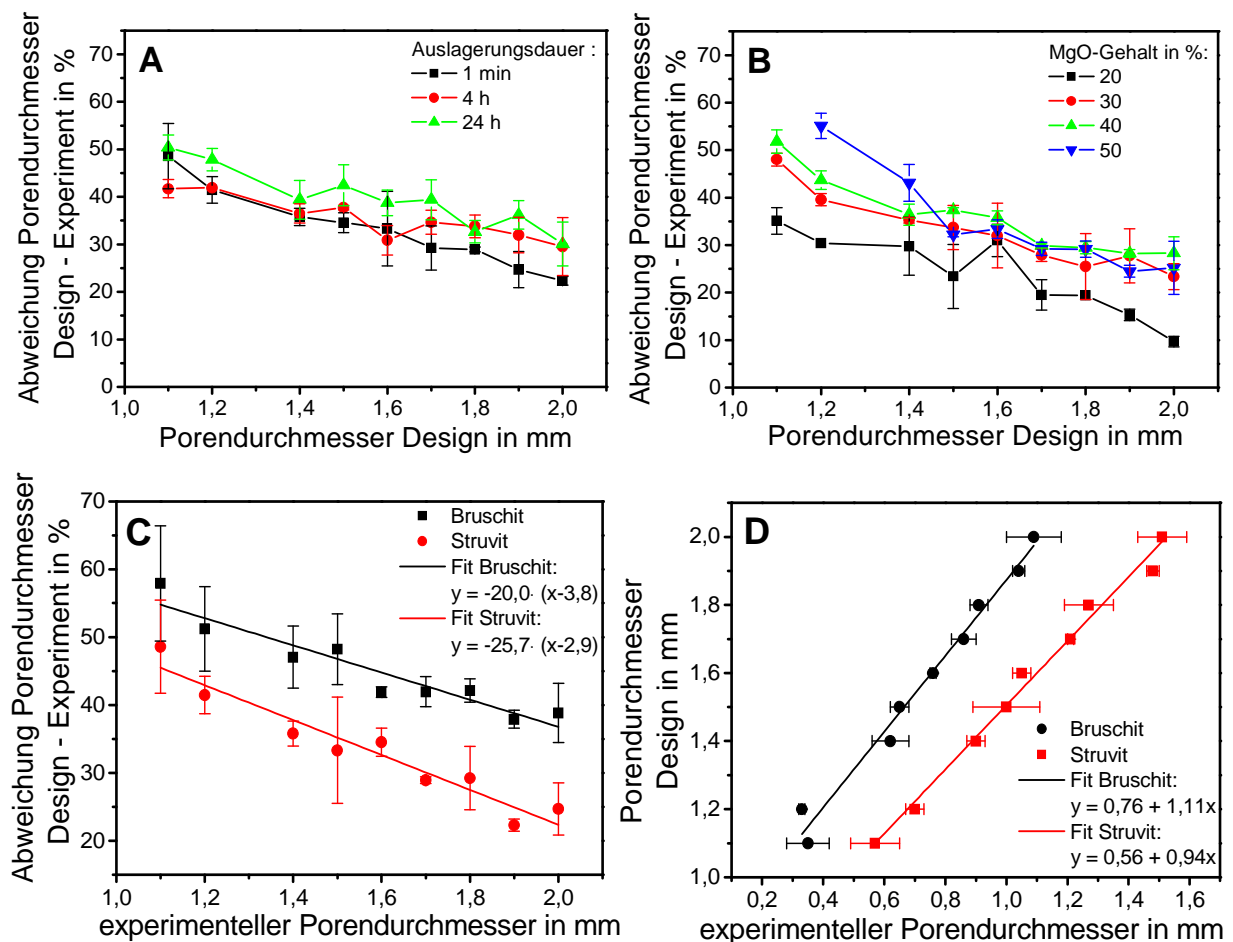 A
Auslagerungsdauer :
1 min
4 h
24 h
Abweichung Porendurchmesser
Design - Experiment in %
70
60
50
40
30
20
10
0
1,0 1,2 1,4 1,6 1,8 2,0
Porendurchmesser Design in mm
B
MgO-Gehalt in %:
20
30
40
50
Abweichung Porendurchmesser
Design - Experiment in %
70
60
50
40
30
20
10
0
1,0 1,2 1,4 1,6 1,8 2,0
Porendurchmesser Design in mm
C
Bruschit
Struvit
Fit Bruschit:
y = -20,0· (x-3,8)
Fit Struvit:
y = -25,7· (x-2,9)
Abweichung Porendurchmesser
Design - Experiment in %
70
60
50
40
30
20
1,0 1,2 1,4 1,6 1,8 2,0
experimenteller Porendurchmesser in mm
D
Bruschit
Struvit
Fit Bruschit:
y = 0,76 + 1,11x
Fit Struvit:
y = 0,56 + 0,94x
Porendurchmesser
Design in mm
2,0
1,8
1,6
1,4
1,2
1,0
0,2 0,4 0,6 0,8 1,0 1,2 1,4 1,6
experimenteller Porendurchmesser in mm